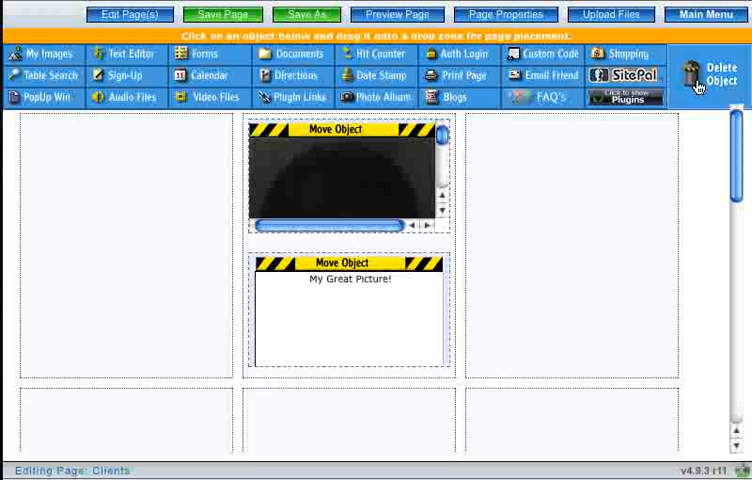 Edit Page(s) Save Page Save As Preview Page Page Properties Upload Files Main Menu
Click on an object below and drag it onto a drop zone for page placement.
My Images Text Editor Forms Documents Hit Counter Auth Login Custom Code Shopping
Table Search Sign-Up Calendar Directions Date Stamp Print Page Email Friend SitePal
PopUp Win Audio Files Video Files PlugIn Links Photo Album Blogs FAQ's Click to show Plugins
Delete
Object
Move Object
Move Object
My Great Picture!
Editing Page: Clients v4.9.3 r11